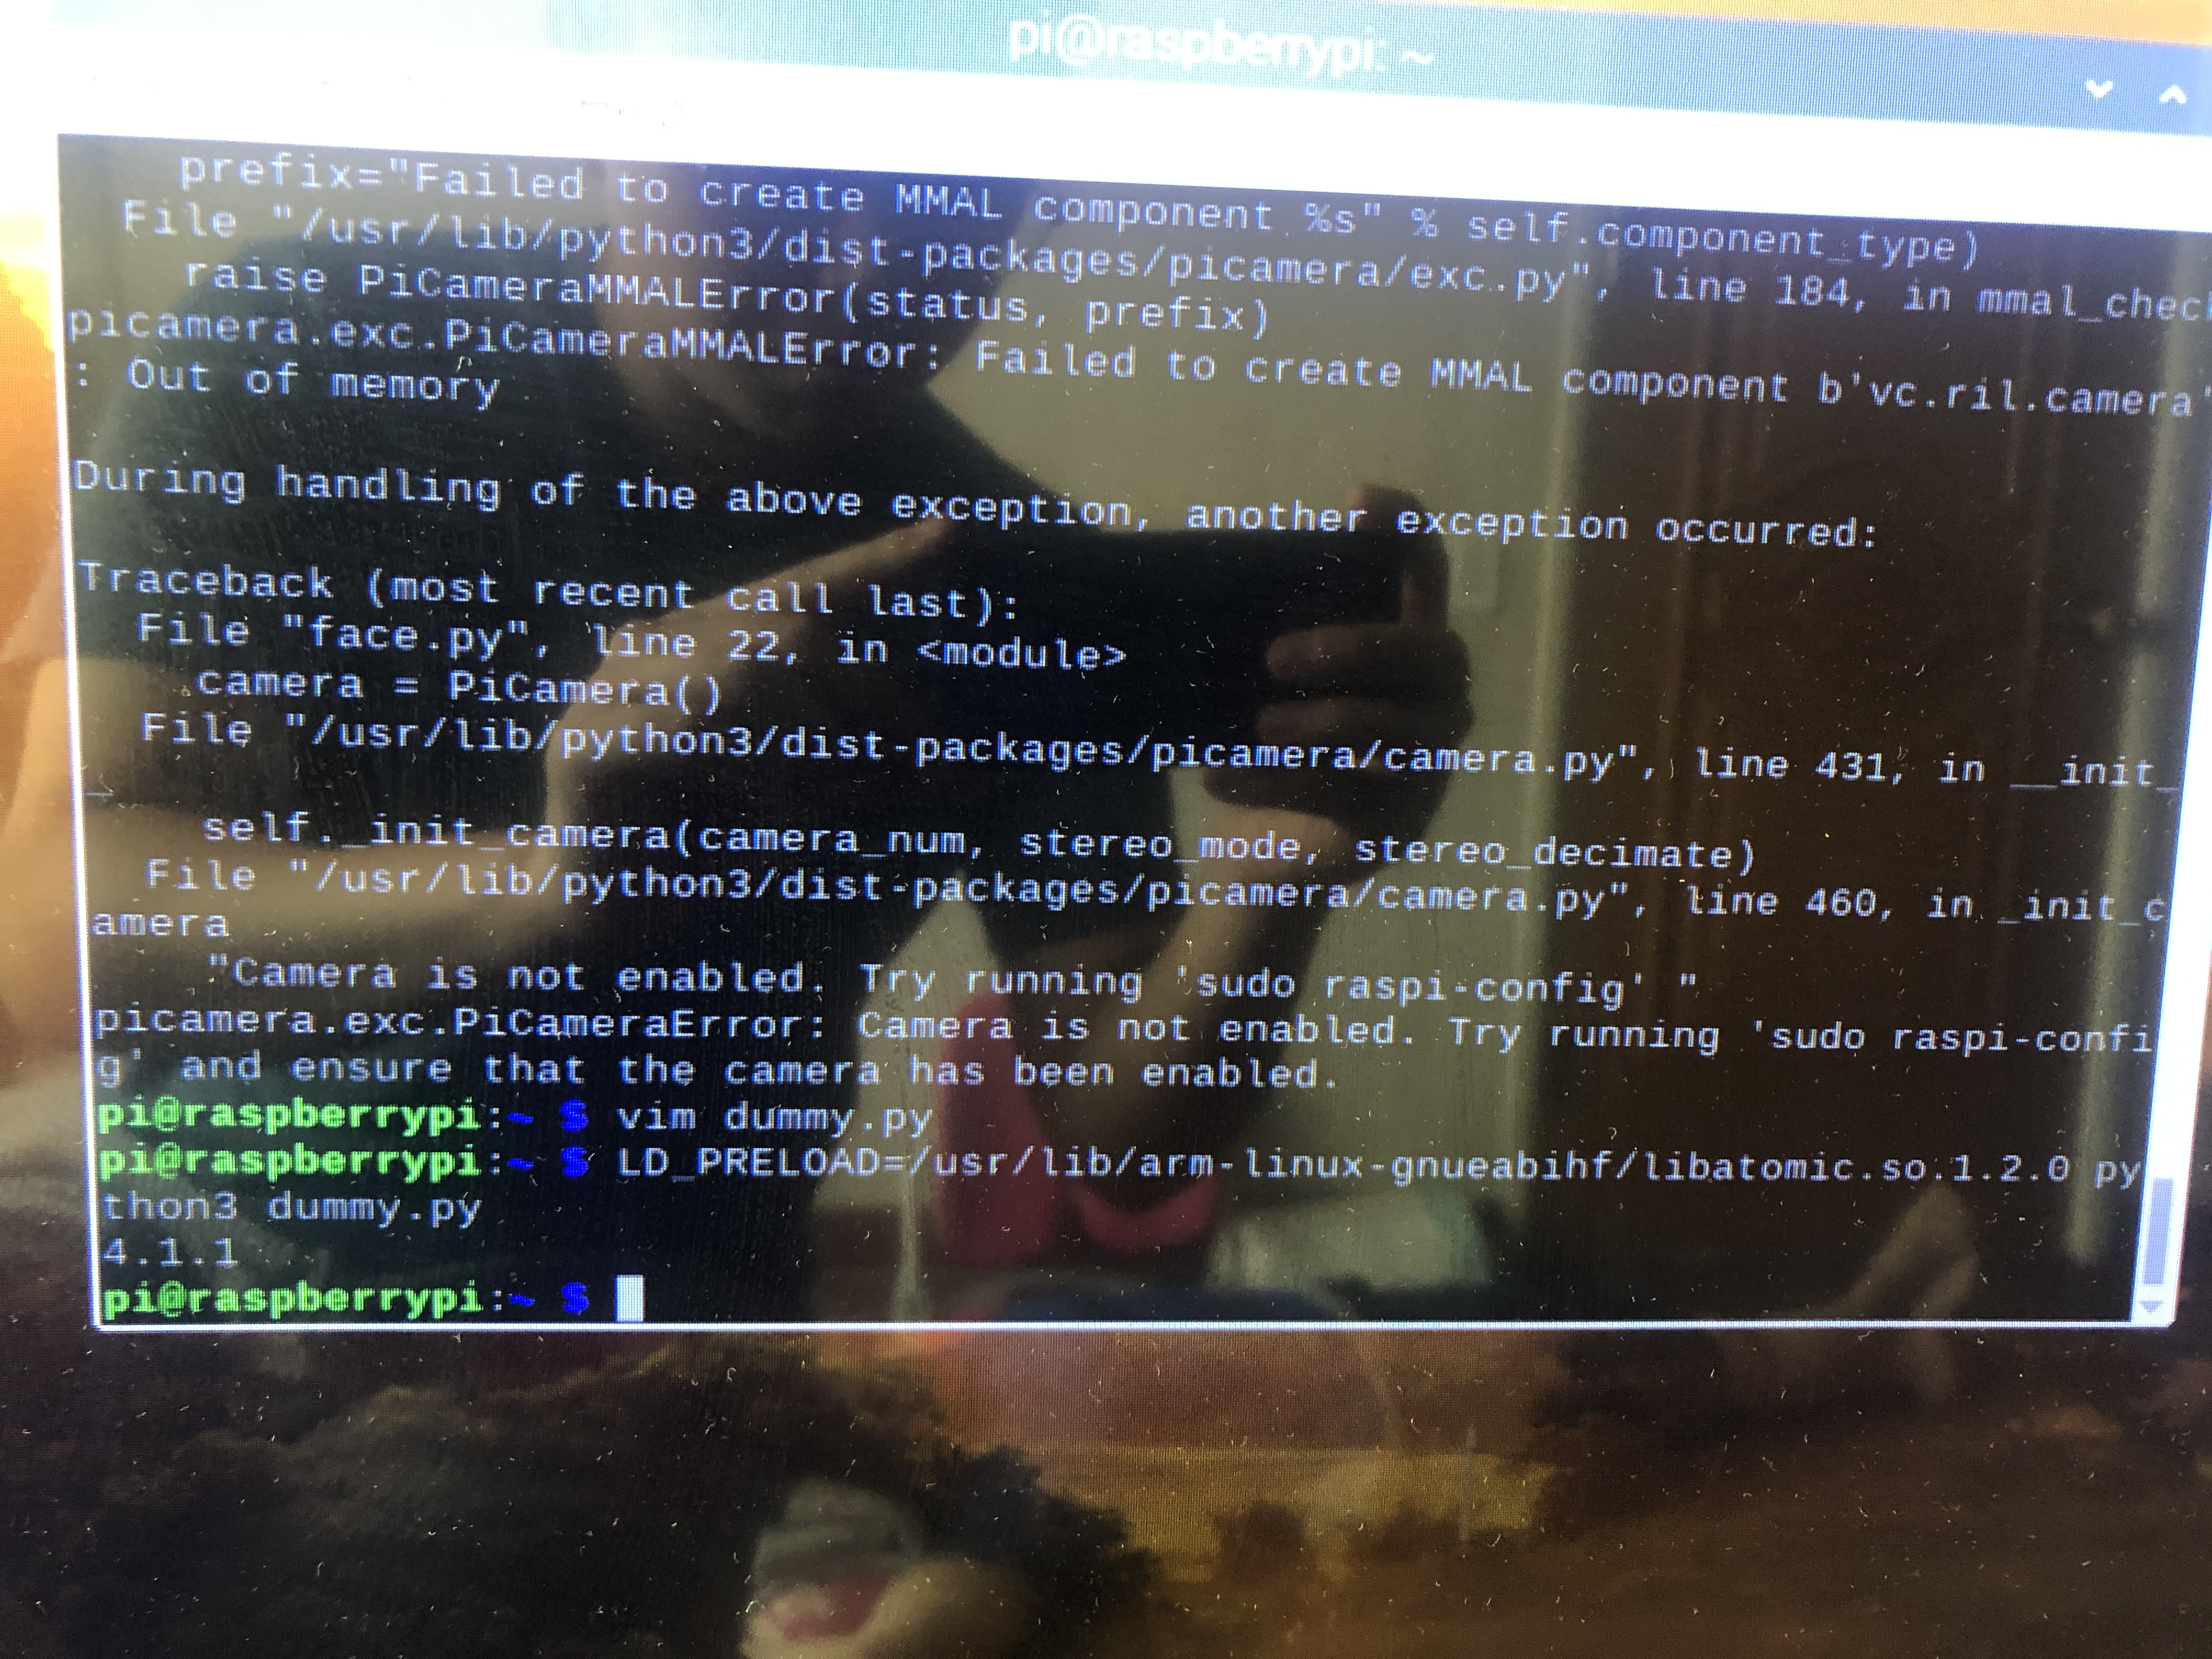 pi@raspberrypi: ~
prefix="Failed to create MMAL component %s" % self.component_type)
File "/usr/lib/python3/dist-packages/picamera/exc.py", line 184, in mmal_check
raise PiCameraMMALError(status, prefix)
picamera.exc.PiCameraMMALError: Failed to create MMAL component b'vc.ril.camera'
: Out of memory
During handling of the above exception, another exception occurred:
Traceback (most recent call last):
File "face.py", line 22, in <module>
camera = PiCamera()
File "/usr/lib/python3/dist-packages/picamera/camera.py", line 431, in __init_
_
self._init_camera(camera_num, stereo_mode, stereo_decimate)
File "/usr/lib/python3/dist-packages/picamera/camera.py", line 460, in _init_c
amera
"Camera is not enabled. Try running 'sudo raspi-config' "
picamera.exc.PiCameraError: Camera is not enabled. Try running 'sudo raspi-confi
g' and ensure that the camera has been enabled.
pi@raspberrypi:~ $ vim dummy.py
pi@raspberrypi:~ $ LD_PRELOAD=/usr/lib/arm-linux-gnueabihf/libatomic.so.1.2.0 py
thon3 dummy.py
4.1.1
pi@raspberrypi:~ $